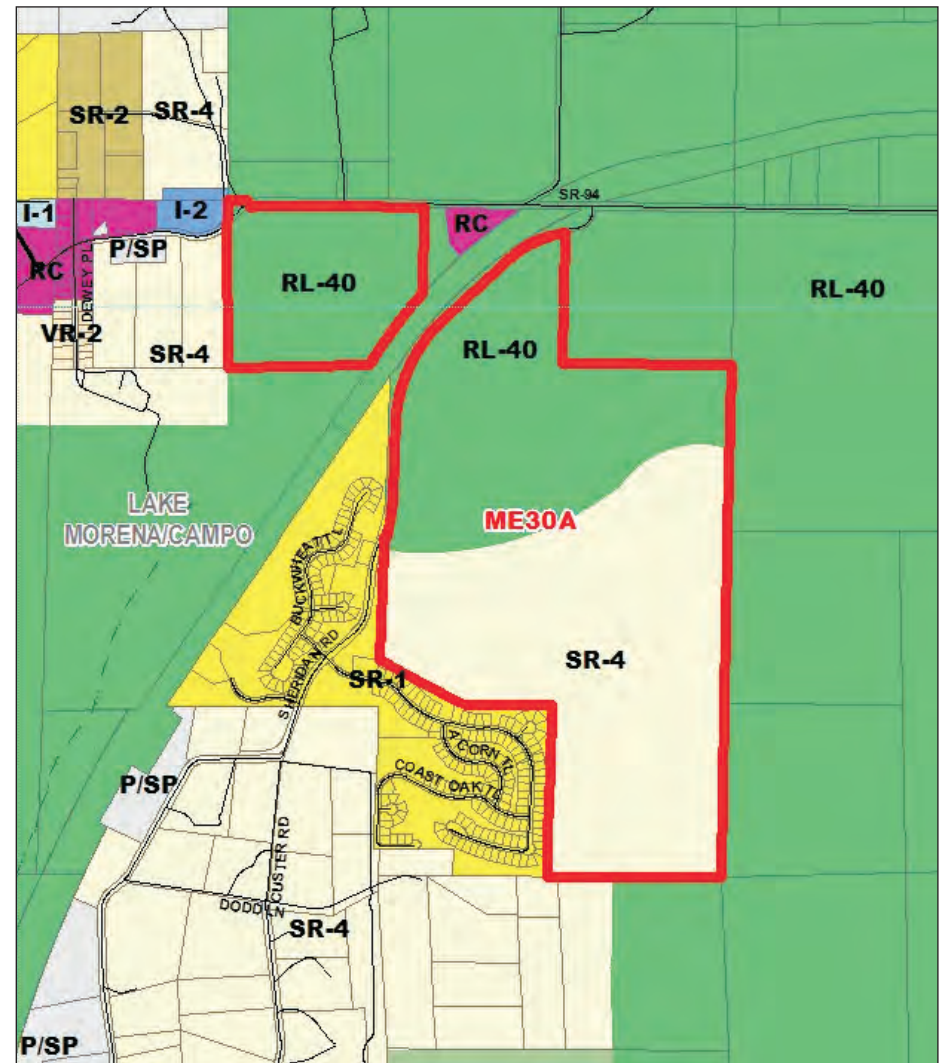 SR-2
SR-4
SR-94
I-1
I-2
RC
P/SP
RC
DEWEY PL
RL-40
RL-40
VR-2
SR-4
RL-40
LAKE
MORENA/CAMPO
ME30A
BUCKWHEAT TL
SHERIDAN RD
SR-1
SR-4
ACORN TL
COAST OAK TL
P/SP
CUSTER RD
DODD LN
SR-4
P/SP